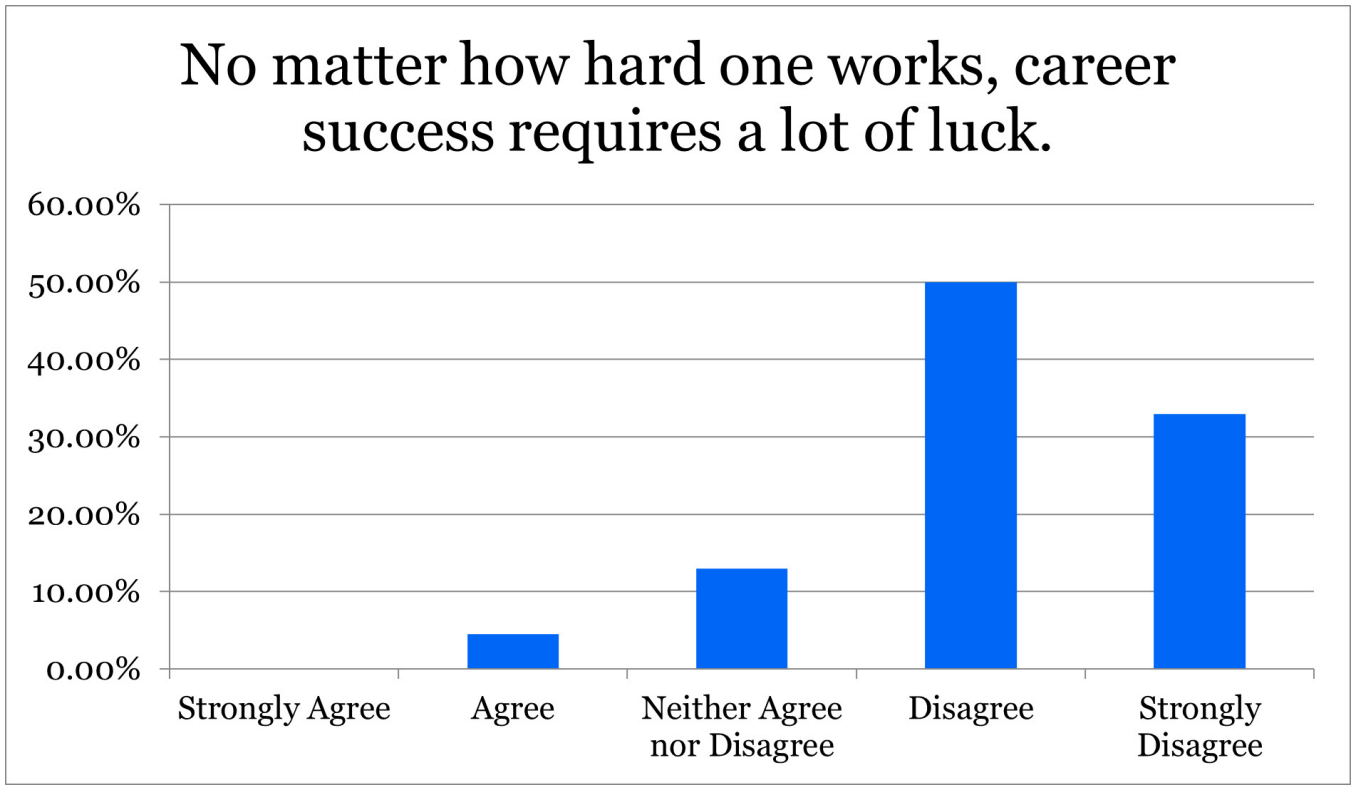 No matter how hard one works, career
success requires a lot of luck.
60.00%
50.00%
40.00%
30.00%
20.00%
10.00%
0.00%
Strongly Agree
Agree
Neither Agree
nor Disagree
Disagree
Strongly
Disagree